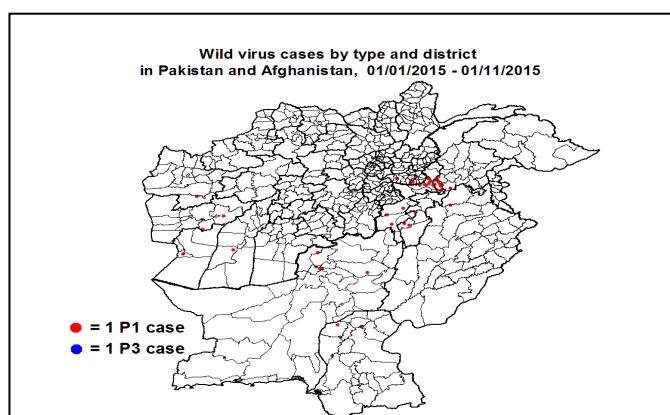 Wild virus cases by type and district
in Pakistan and Afghanistan, 01/01/2015 - 01/11/2015
= 1 P1 case
= 1 P3 case